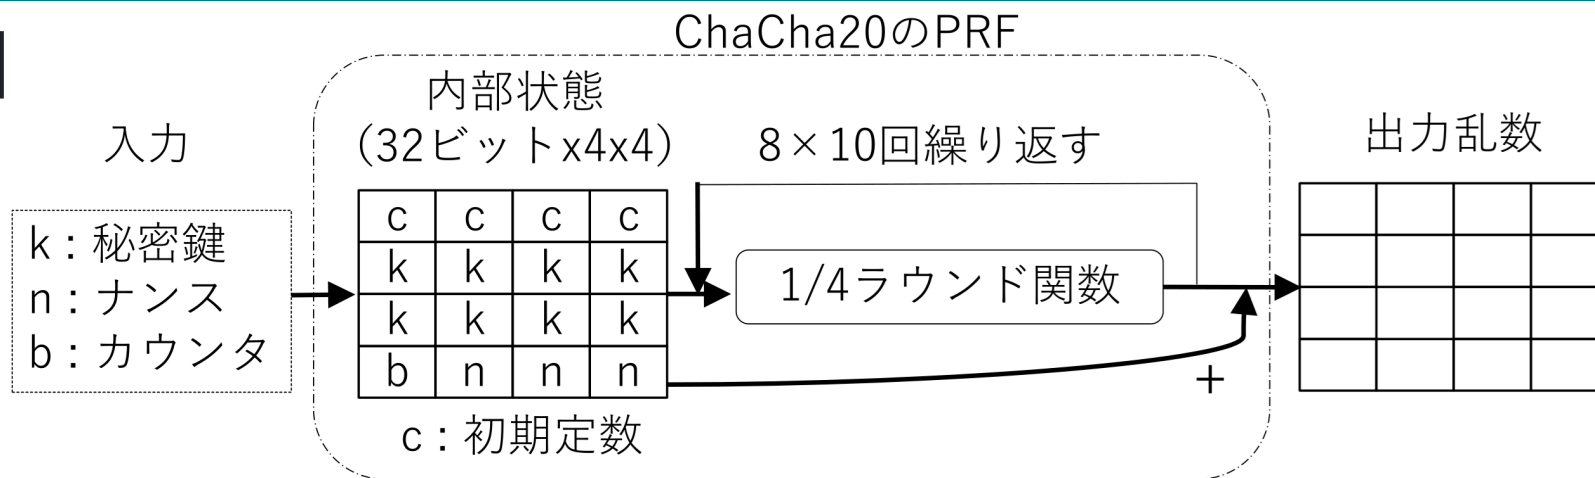 ChaCha20のPRF
入力
k：秘密鍵
n：ナンス
b：カウンタ
内部状態
(32ビットx4x4)
c c c c
k k k k
k k k k
b n n n
c：初期定数
8×10回繰り返す
1/4ラウンド関数
+
出力乱数